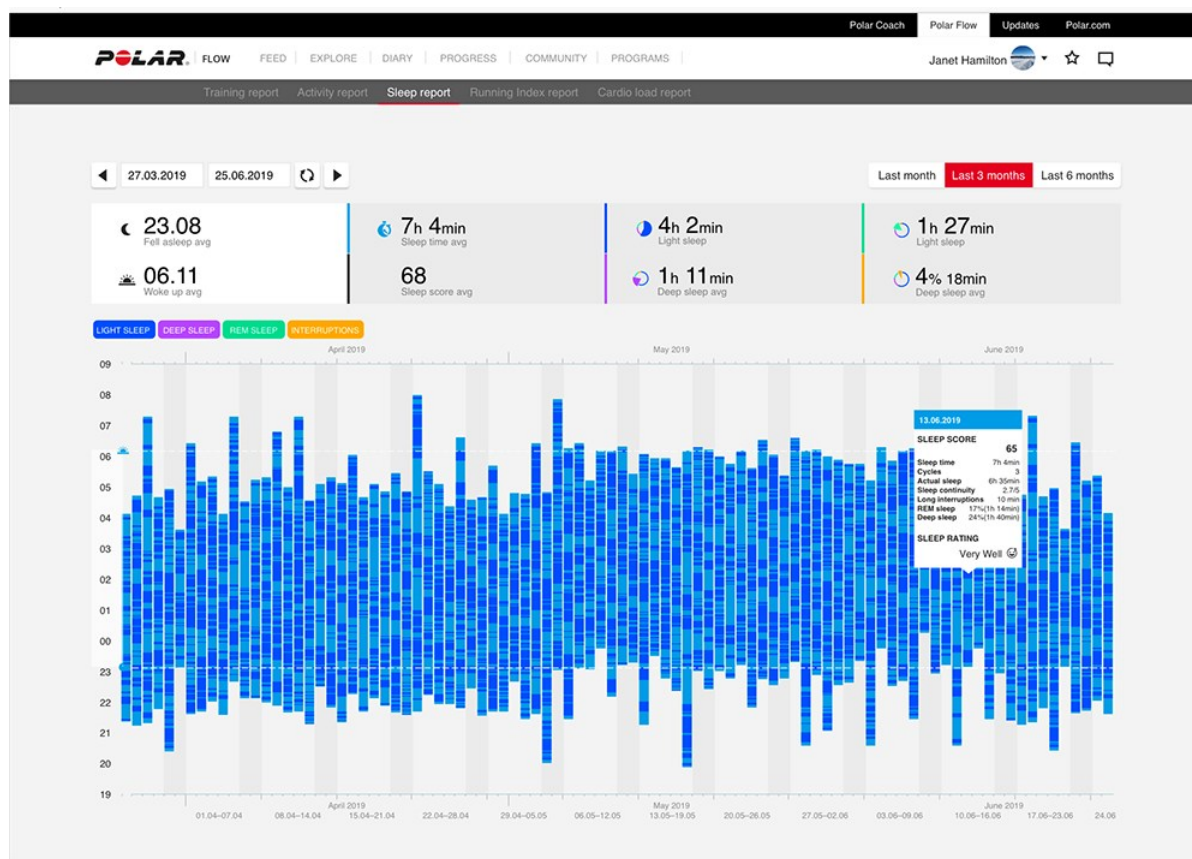 Polar Coach Polar Flow Updates Polar.com
POLAR. FLOW FEED EXPLORE DIARY PROGRESS COMMUNITY PROGRAMS Janet Hamilton
Training report Activity report Sleep report Running Index report Cardio load report
27.03.2019 25.06.2019 Last month Last 3 months Last 6 months
23.08 7h 4min 4h 2min 1h 27min
Fell asleep avg Sleep time avg Light sleep Light sleep
06.11 68 1h 11min 4% 18min
Woke up avg Sleep score avg Deep sleep avg Deep sleep avg
LIGHT SLEEP DEEP SLEEP REM SLEEP INTERRUPTIONS
April 2019 May 2019 June 2019
09
08
07
13.06.2019
SLEEP SCORE
65
06
Sleep time 7h 4min
Cycles 3
05
Actual sleep 6h 35min
Sleep continuity 2.7/5
Long interruptions 10 min
REM sleep 17%(1h 14min)
04
Deep sleep 24%(1h 40min)
SLEEP RATING
03
Very Well
02
01
00
23
22
21
20
19
April 2019 May 2019 June 2019
01.04–07.04 08.04–14.04 15.04–21.04 22.04–28.04 29.04–05.05 06.05–12.05 13.05–19.05 20.05–26.05 27.05–02.06 03.06–09.06 10.06–16.06 17.06–23.06 24.06